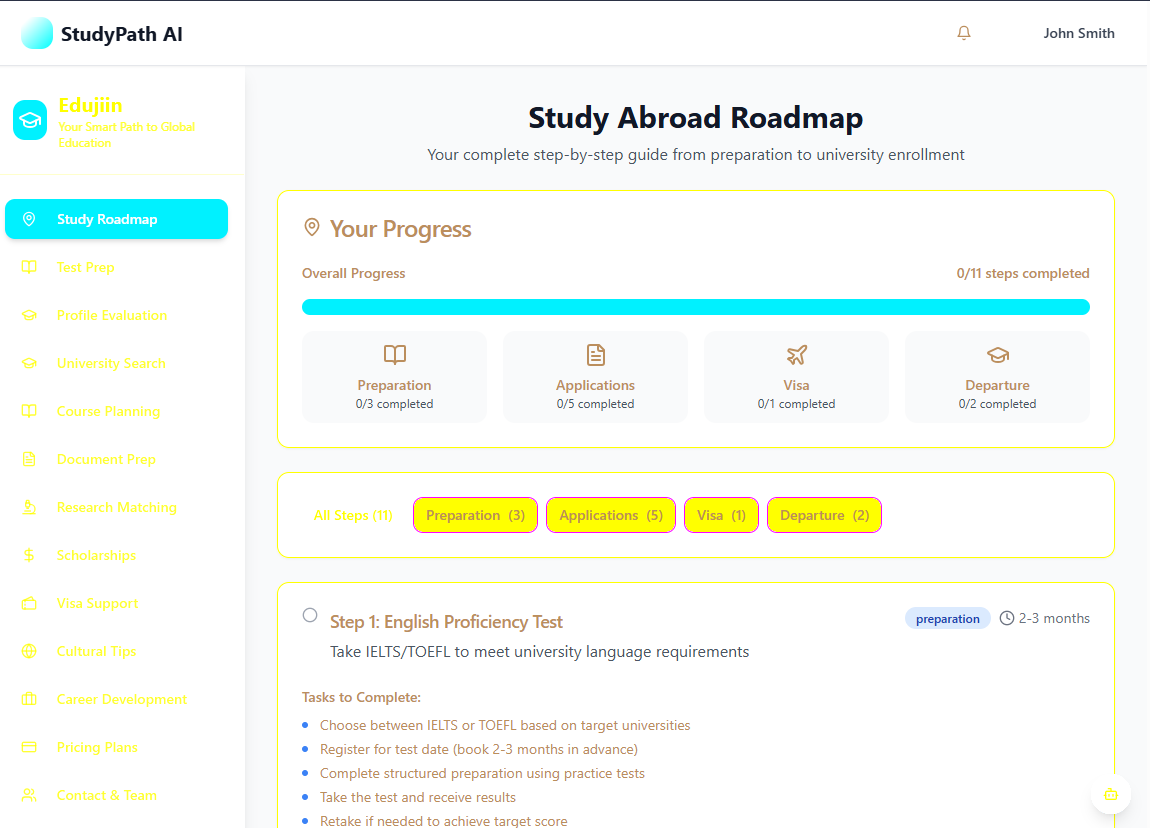 StudyPath AI
John Smith
Edujiin
Your Smart Path to Global
Education
Study Roadmap
Test Prep
Profile Evaluation
University Search
Course Planning
Document Prep
Research Matching
Scholarships
Visa Support
Cultural Tips
Career Development
Pricing Plans
Contact & Team
Study Abroad Roadmap
Your complete step-by-step guide from preparation to university enrollment
Your Progress
Overall Progress
0/11 steps completed
Preparation
0/3 completed
Applications
0/5 completed
Visa
0/1 completed
Departure
0/2 completed
All Steps (11)
Preparation (3)
Applications (5)
Visa (1)
Departure (2)
Step 1: English Proficiency Test
preparation
2-3 months
Take IELTS/TOEFL to meet university language requirements
Tasks to Complete:
Choose between IELTS or TOEFL based on target universities
Register for test date (book 2-3 months in advance)
Complete structured preparation using practice tests
Take the test and receive results
Retake if needed to achieve target score